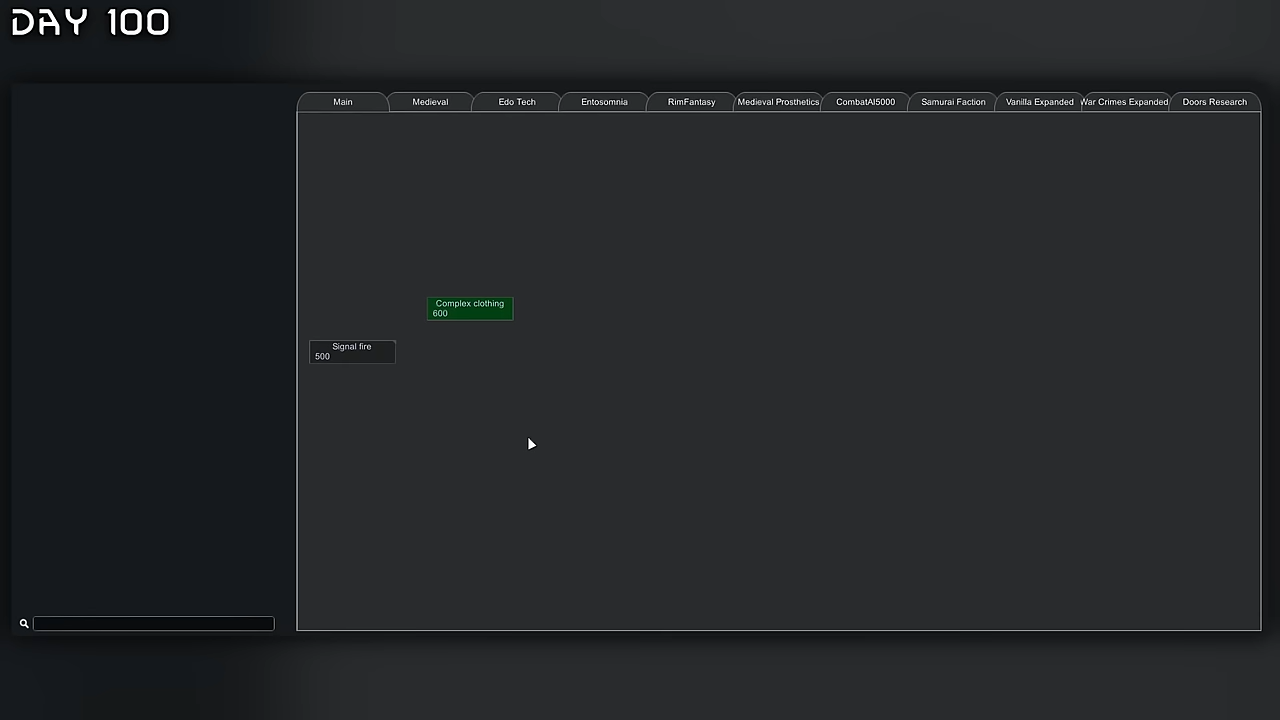 DAY 100
Main Medieval Edo Tech Entosomnia RimFantasy Medieval Prosthetics CombatAI5000 Samurai Faction Vanilla Expanded War Crimes Expanded Doors Research
Complex clothing
600
Signal fire
500